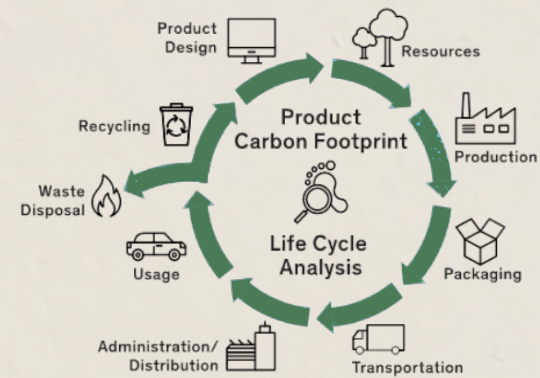 Product
Design
Resources
Recycling
Product
Carbon Footprint
Production
Waste
Disposal
Life Cycle
Analysis
Usage
Packaging
Administration/
Distribution
Transportation